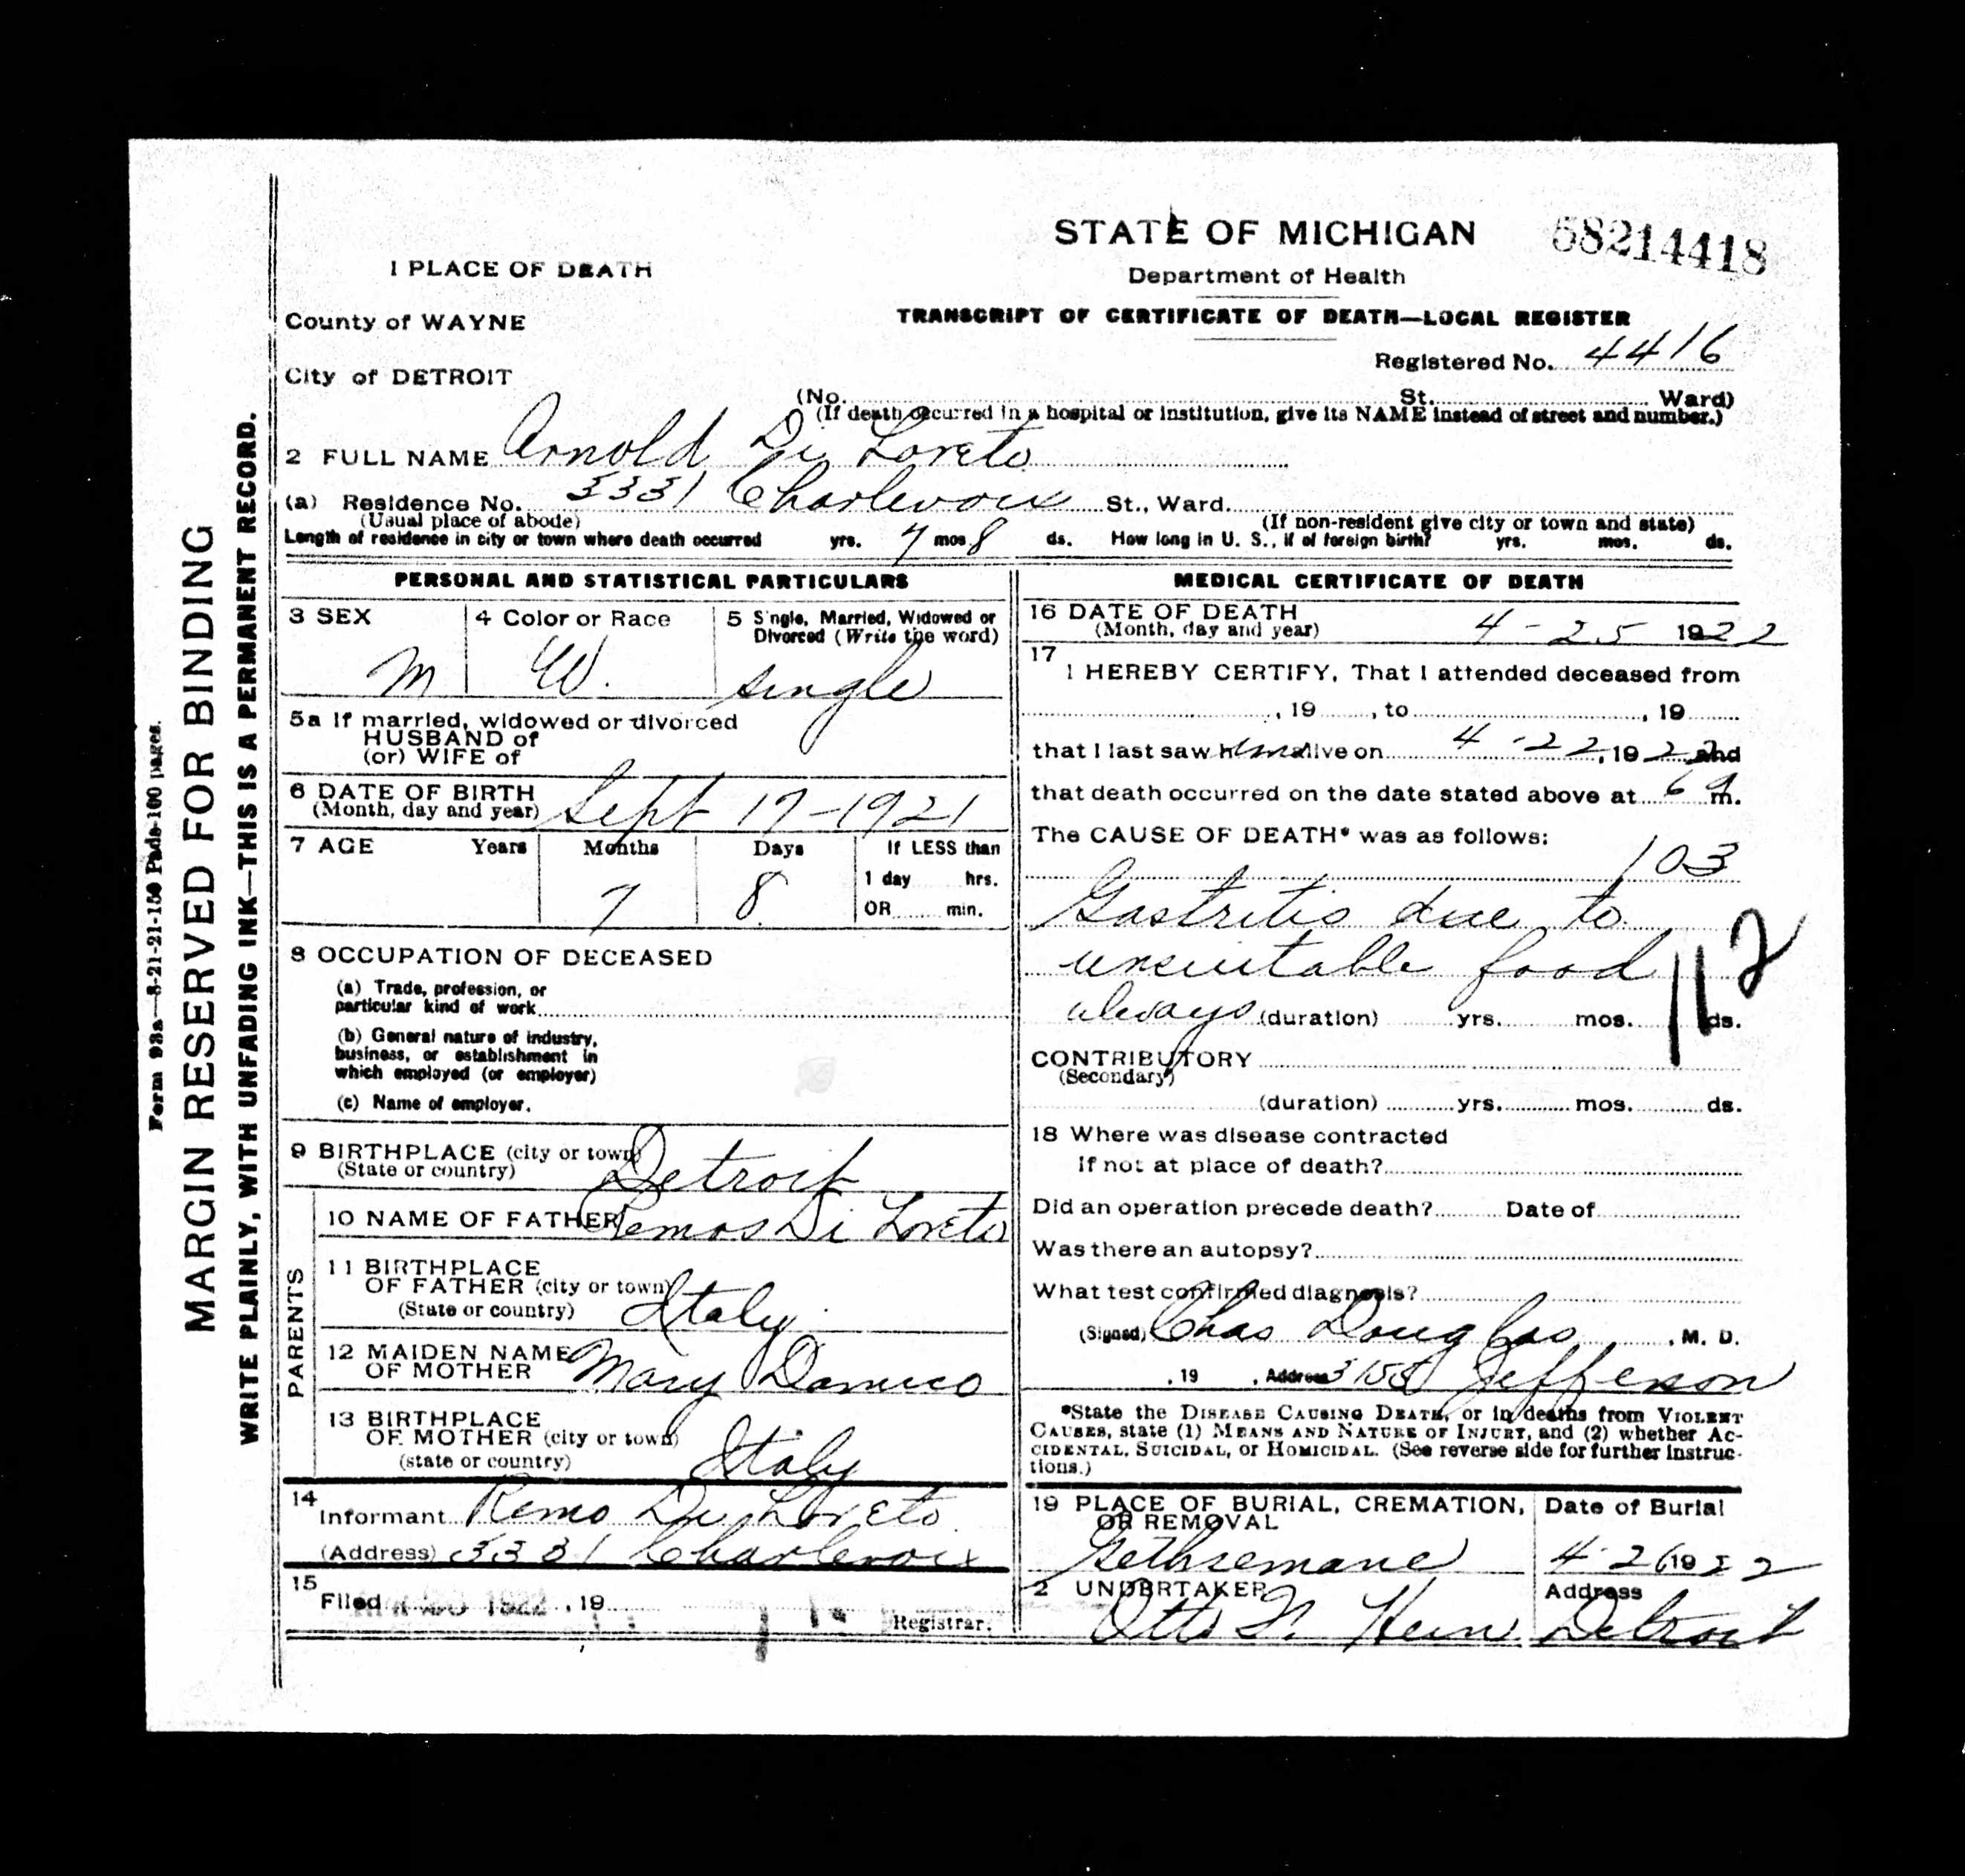 STATE OF MICHIGAN 58214418
1 PLACE OF DEATH
Department of Health
County of WAYNE
TRANSCRIPT OF CERTIFICATE OF DEATH—LOCAL REGISTER
Registered No. 4416
City of DETROIT
(No. St. Ward)
(If death occurred in a hospital or institution, give its NAME instead of street and number.)
2 FULL NAME Arnold Di Loreto
(a) Residence No. 3331 Charlevoix St., Ward.
(Usual place of abode) (If non-resident give city or town and state)
Length of residence in city or town where death occurred yrs. 7 mos 8 ds. How long in U. S., if of foreign birth? yrs. mos. ds.
PERSONAL AND STATISTICAL PARTICULARS
3 SEX
M
4 Color or Race
W.
5 Single, Married, Widowed or
Divorced (Write the word)
single
5a If married, widowed or divorced
HUSBAND of
(or) WIFE of
6 DATE OF BIRTH
(Month, day and year) Sept 17-1921
7 AGE Years Months Days If LESS than
1 day hrs.
7 8
OR min.
8 OCCUPATION OF DECEASED
(a) Trade, profession, or
particular kind of work
(b) General nature of industry,
business, or establishment in
which employed (or employer)
(c) Name of employer.
9 BIRTHPLACE (city or town)
(State or country) Detroit
PARENTS
10 NAME OF FATHER Remos Di Loreto
11 BIRTHPLACE
OF FATHER (city or town)
(State or country) Italy
12 MAIDEN NAME
OF MOTHER Mary Damico
13 BIRTHPLACE
OF MOTHER (city or town)
(state or country) Italy
14
Informant Remo Di Loreto
(Address) 3331 Charlevoix
15
Filed 1922, 19
Registrar.
MEDICAL CERTIFICATE OF DEATH
16 DATE OF DEATH
(Month, day and year) 4-25 1922
17
I HEREBY CERTIFY, That I attended deceased from
, 19 , to , 19
that I last saw him alive on 4-22, 1922 and
that death occurred on the date stated above at 6 a m.
The CAUSE OF DEATH* was as follows:
103
Gastritis due to
unsuitable food
112
always (duration) yrs. mos. ds.
CONTRIBUTORY
(Secondary)
(duration) yrs. mos. ds.
18 Where was disease contracted
if not at place of death?
Did an operation precede death? Date of
Was there an autopsy?
What test confirmed diagnosis?
(Signed) Chas Douglas, M. D.
, 19 , Address Jefferson
*State the DISEASE CAUSING DEATH, or in deaths from VIOLENT
CAUSES, state (1) MEANS AND NATURE OF INJURY, and (2) whether AC-
CIDENTAL, SUICIDAL, or HOMICIDAL. (See reverse side for further instruc-
tions.)
19 PLACE OF BURIAL, CREMATION,
OR REMOVAL
Gethsemane
Date of Burial
4-26 1922
2 UNDERTAKER
Otto Hein
Address
Detroit
Form 93a—8-21-21-150 Pads-100 pages.
MARGIN RESERVED FOR BINDING
WRITE PLAINLY, WITH UNFADING INK—THIS IS A PERMANENT RECORD.